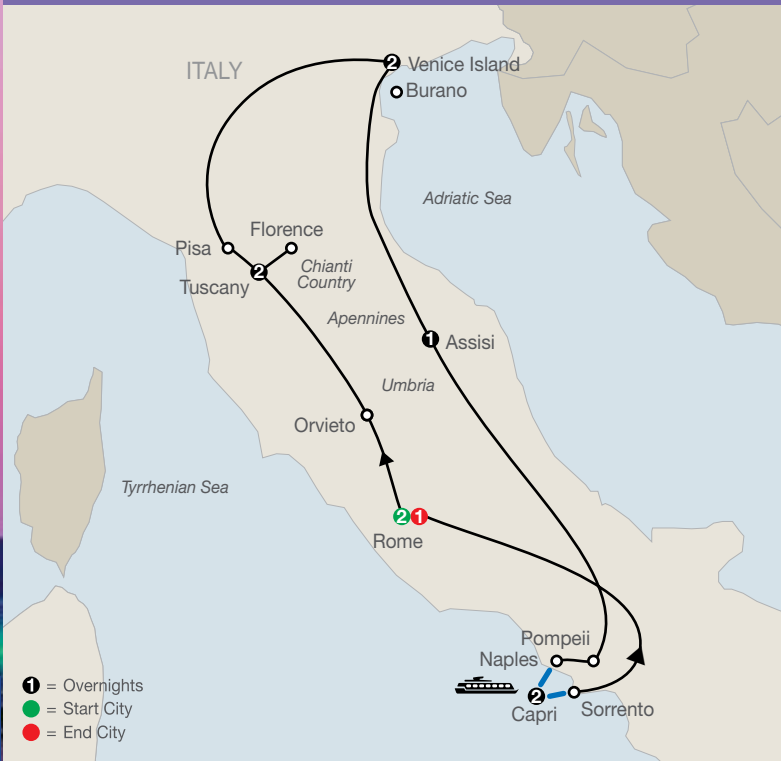 ITALY
2 Venice Island
Burano
Adriatic Sea
Florence
Pisa
Chianti
Country
2
Tuscany
Apennines
1 Assisi
Umbria
Orvieto
Tyrrhenian Sea
2 1
Rome
Pompeii
Naples
2
Capri
Sorrento
1 = Overnights
= Start City
= End City